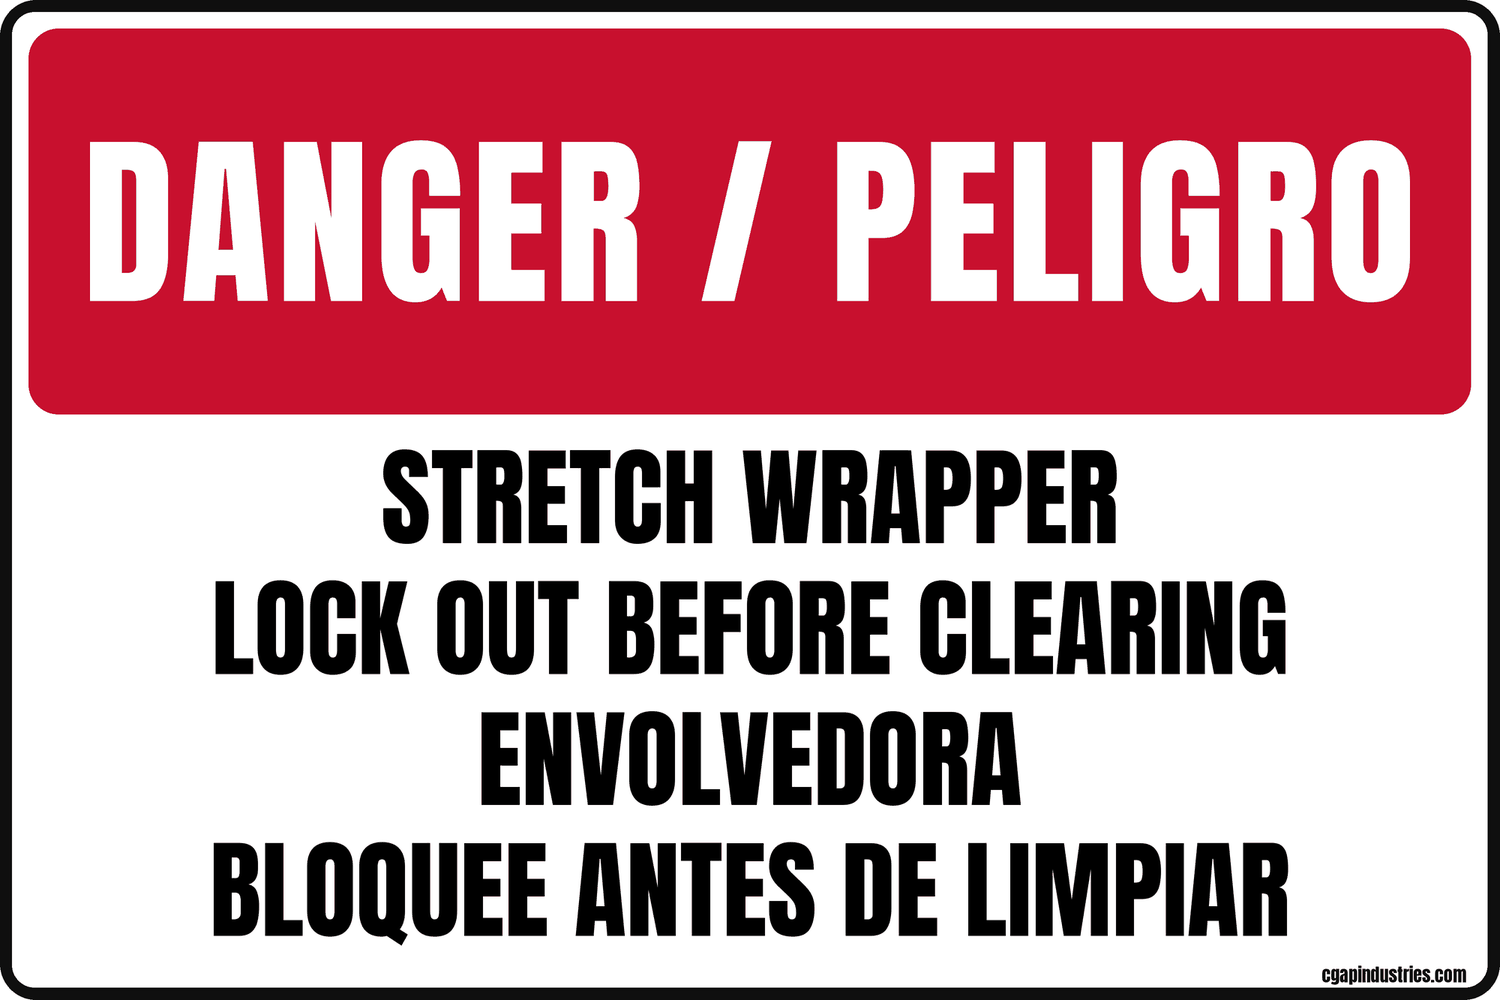 DANGER / PELIGRO
STRETCH WRAPPER
LOCK OUT BEFORE CLEARING
ENVOLVEDORA
BLOQUEE ANTES DE LIMPIAR
cgapindustries.com